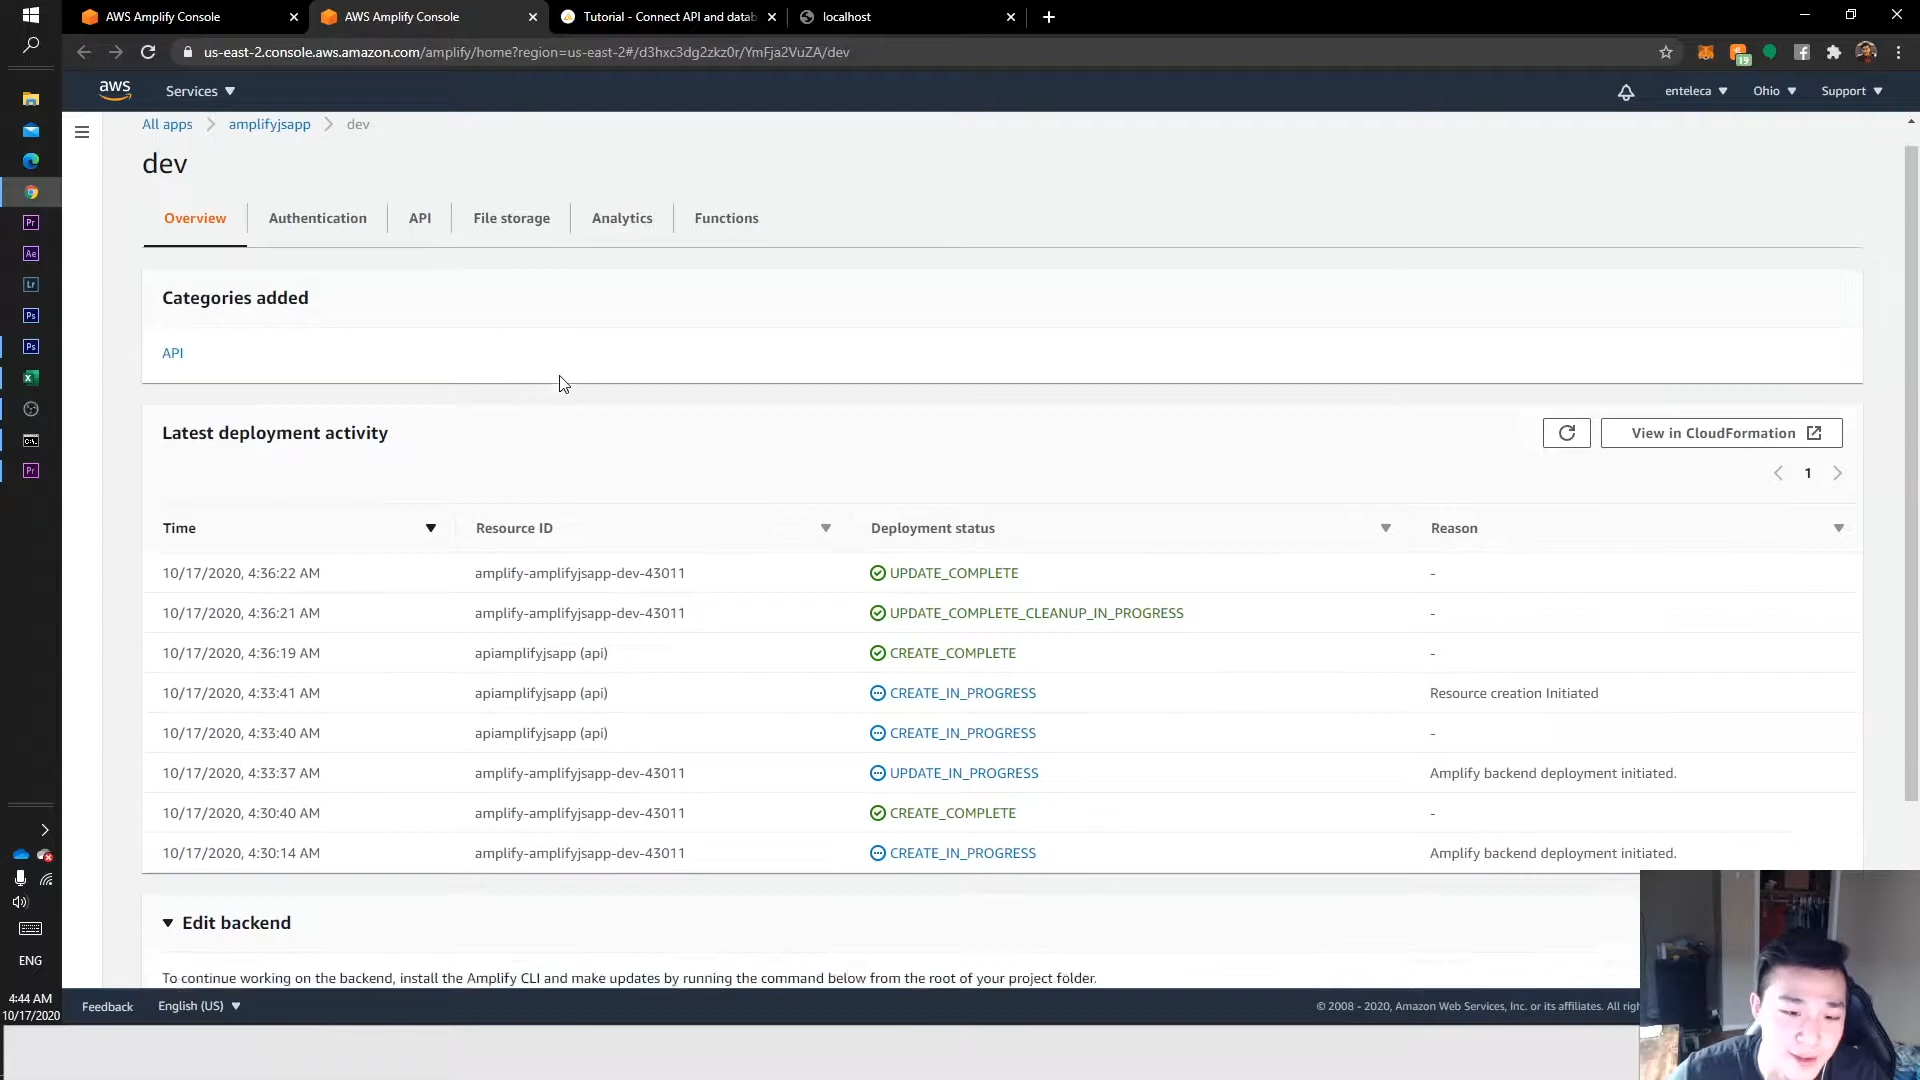 AWS Amplify Console
AWS Amplify Console
Tutorial - Connect API and datab
localhost
us-east-2.console.aws.amazon.com/amplify/home?region=us-east-2#/d3hxc3dg2zkz0r/YmFja2VuZA/dev
19
aws
Services
enteleca
Ohio
Support
All apps
amplifyjsapp
dev
dev
Overview
Authentication
API
File storage
Analytics
Functions
Categories added
API
Latest deployment activity
View in CloudFormation
1
Time
Resource ID
Deployment status
Reason
10/17/2020, 4:36:22 AM
amplify-amplifyjsapp-dev-43011
UPDATE_COMPLETE
-
10/17/2020, 4:36:21 AM
amplify-amplifyjsapp-dev-43011
UPDATE_COMPLETE_CLEANUP_IN_PROGRESS
-
10/17/2020, 4:36:19 AM
apiamplifyjsapp (api)
CREATE_COMPLETE
-
10/17/2020, 4:33:41 AM
apiamplifyjsapp (api)
CREATE_IN_PROGRESS
Resource creation Initiated
10/17/2020, 4:33:40 AM
apiamplifyjsapp (api)
CREATE_IN_PROGRESS
-
10/17/2020, 4:33:37 AM
amplify-amplifyjsapp-dev-43011
UPDATE_IN_PROGRESS
Amplify backend deployment initiated.
10/17/2020, 4:30:40 AM
amplify-amplifyjsapp-dev-43011
CREATE_COMPLETE
-
10/17/2020, 4:30:14 AM
amplify-amplifyjsapp-dev-43011
CREATE_IN_PROGRESS
Amplify backend deployment initiated.
Edit backend
To continue working on the backend, install the Amplify CLI and make updates by running the command below from the root of your project folder.
Feedback
English (US)
© 2008 - 2020, Amazon Web Services, Inc. or its affiliates. All righ
Pr
Ae
Lr
Ps
Ps
Pr
ENG
4:44 AM
10/17/2020